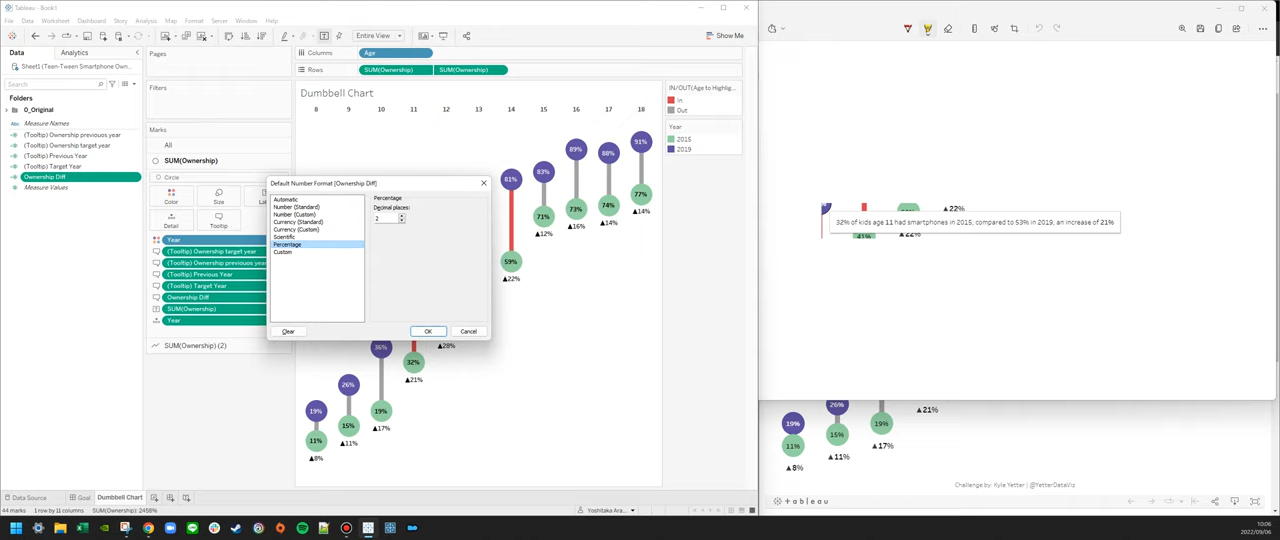 Tableau - Book1
File Data Worksheet Dashboard Story Analysis Map Format Server Window Help
Entire View
Show Me
Data Analytics
Sheet1 (Teen-Tween Smartphone Own...
Search
Folders
0_Original
Abc Measure Names
(Tooltip) Ownership previouos year
(Tooltip) Ownership target year
(Tooltip) Previous Year
(Tooltip) Target Year
Ownership Diff
Measure Values
Pages
Filters
Marks
All
SUM(Ownership)
Circle
Color Size
Detail Tooltip
Year
(Tooltip) Ownership target year
(Tooltip) Ownership previouos yea
(Tooltip) Previous Year
(Tooltip) Target Year
Ownership Diff
SUM(Ownership)
Year
SUM(Ownership) (2)
Columns Age
Rows SUM(Ownership) SUM(Ownership)
Dumbbell Chart
8 9 10 11 12 13 14 15 16 17 18
91%
89%
88%
83%
81%
77%
▲14%
74%
▲14%
73%
▲16%
71%
▲12%
59%
▲22%
▲28%
36%
32%
▲21%
26%
19%
▲17%
19%
15%
▲11%
11%
▲8%
IN/OUT(Age to Highlig...
In
Out
Year
2015
2019
Default Number Format [Ownership Diff]
Automatic
Number (Standard)
Number (Custom)
Currency (Standard)
Currency (Custom)
Scientific
Percentage
Custom
Percentage
Decimal places:
2
Clear OK Cancel
Data Source Goal Dumbbell Chart
44 marks 1 row by 11 columns SUM(Ownership): 2458%
Yoshitaka Ara...
▲22%
32% of kids age 11 had smartphones in 2015, compared to 53% in 2019, an increase of 21%
41%
▲22%
26%
▲21%
19%
19%
▲17%
15%
▲11%
11%
▲8%
Challenge by: Kyle Yetter | @YetterDataViz
+ableau
10:06
2022/09/06